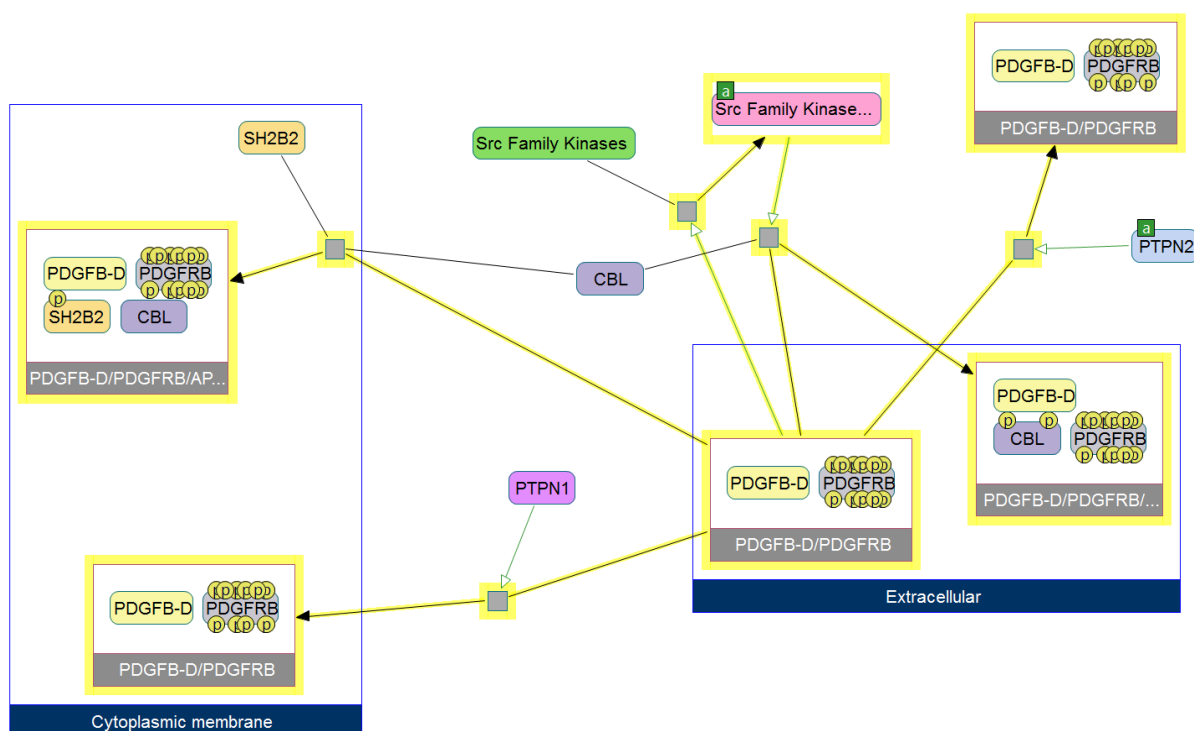 PDGFB-D
PDGFRB
p p p p p
p p p p
PDGFB-D/PDGFRB
a
Src Family Kinase...
SH2B2
Src Family Kinases
a
PTPN2
PDGFB-D
PDGFRB
p p p p p
p p p p
p
SH2B2
CBL
PDGFB-D/PDGFRB/AP...
CBL
PDGFB-D
p p
CBL
PDGFRB
p p p p p
p p p p
PDGFB-D/PDGFRB/...
PTPN1
PDGFB-D
PDGFRB
p p p p p
p p p p
PDGFB-D/PDGFRB
Extracellular
PDGFB-D
PDGFRB
p p p p p
p p p p
PDGFB-D/PDGFRB
Cytoplasmic membrane